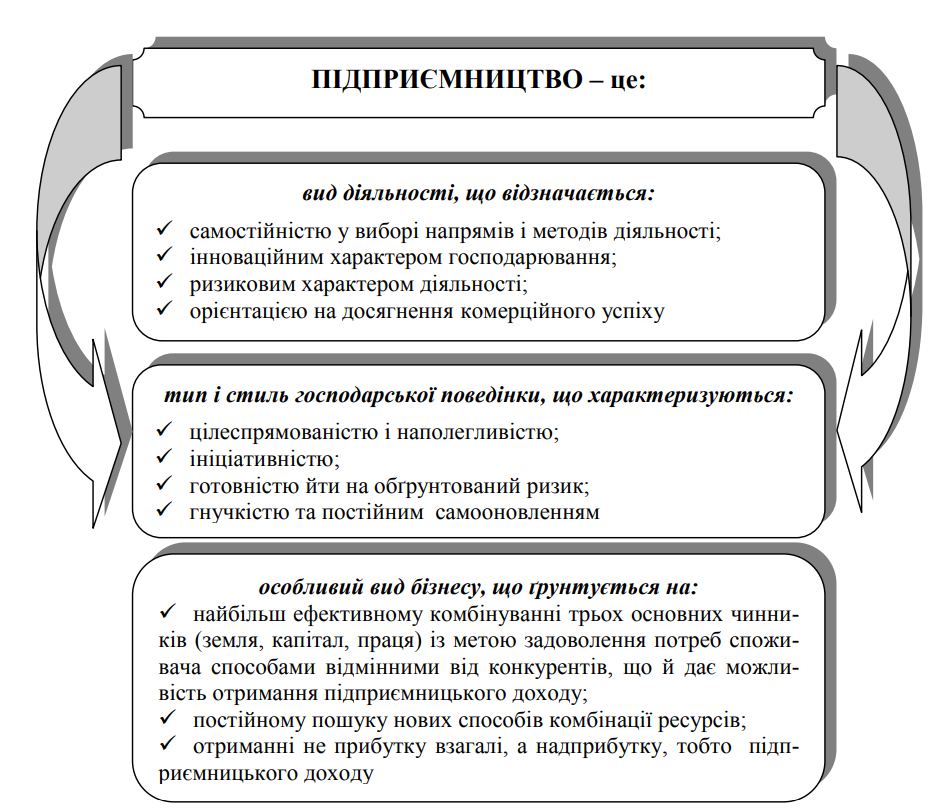 ПІДПРИЄМНИЦТВО – це:
вид діяльності, що відзначається:
✓ самостійністю у виборі напрямів і методів діяльності;
✓ інноваційним характером господарювання;
✓ ризиковим характером діяльності;
✓ орієнтацією на досягнення комерційного успіху
тип і стиль господарської поведінки, що характеризуються:
✓ цілеспрямованістю і наполегливістю;
✓ ініціативністю;
✓ готовністю йти на обґрунтований ризик;
✓ гнучкістю та постійним самооновленням
особливий вид бізнесу, що ґрунтується на:
✓ найбільш ефективному комбінуванні трьох основних чинни-
ків (земля, капітал, праця) із метою задоволення потреб спожи-
вача способами відмінними від конкурентів, що й дає можли-
вість отримання підприємницького доходу;
✓ постійному пошуку нових способів комбінації ресурсів;
✓ отриманні не прибутку взагалі, а надприбутку, тобто підп-
риємницького доходу